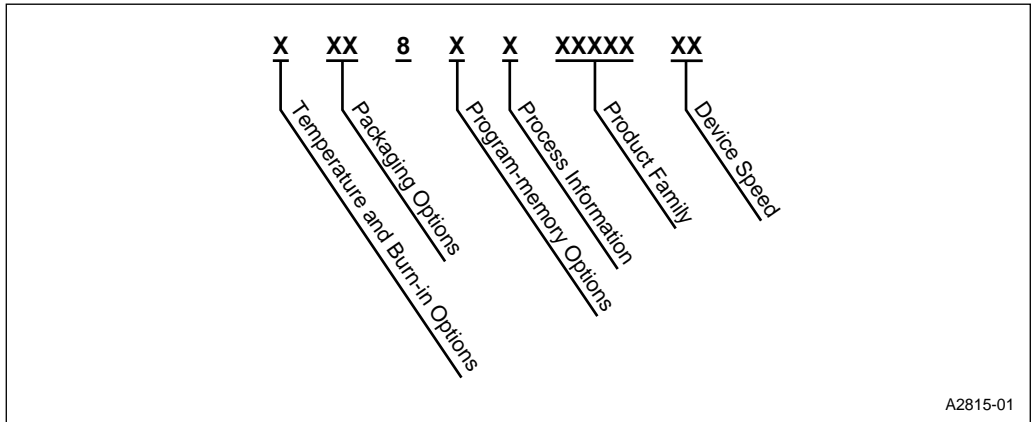 X XX 8 X X XXXXX XX
Temperature and Burn-in Options
Packaging Options
Program-memory Options
Process Information
Product Family
Device Speed
A2815-01